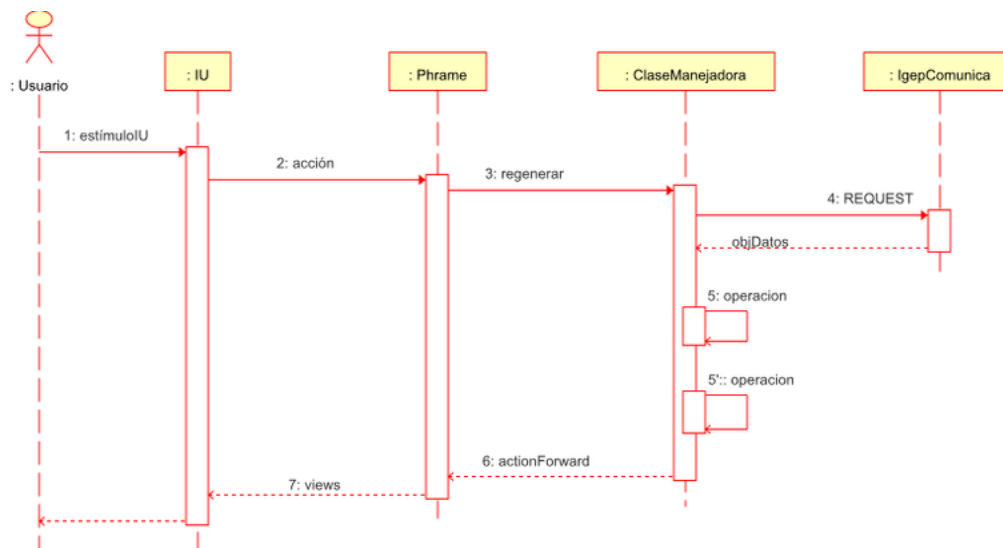 : IU
: Phrame
: ClaseManejadora
: IgepComunica
: Usuario
1: estímuloIU
2: acción
3: regenerar
4: REQUEST
objDatos
5: operacion
5':: operacion
6: actionForward
7: views